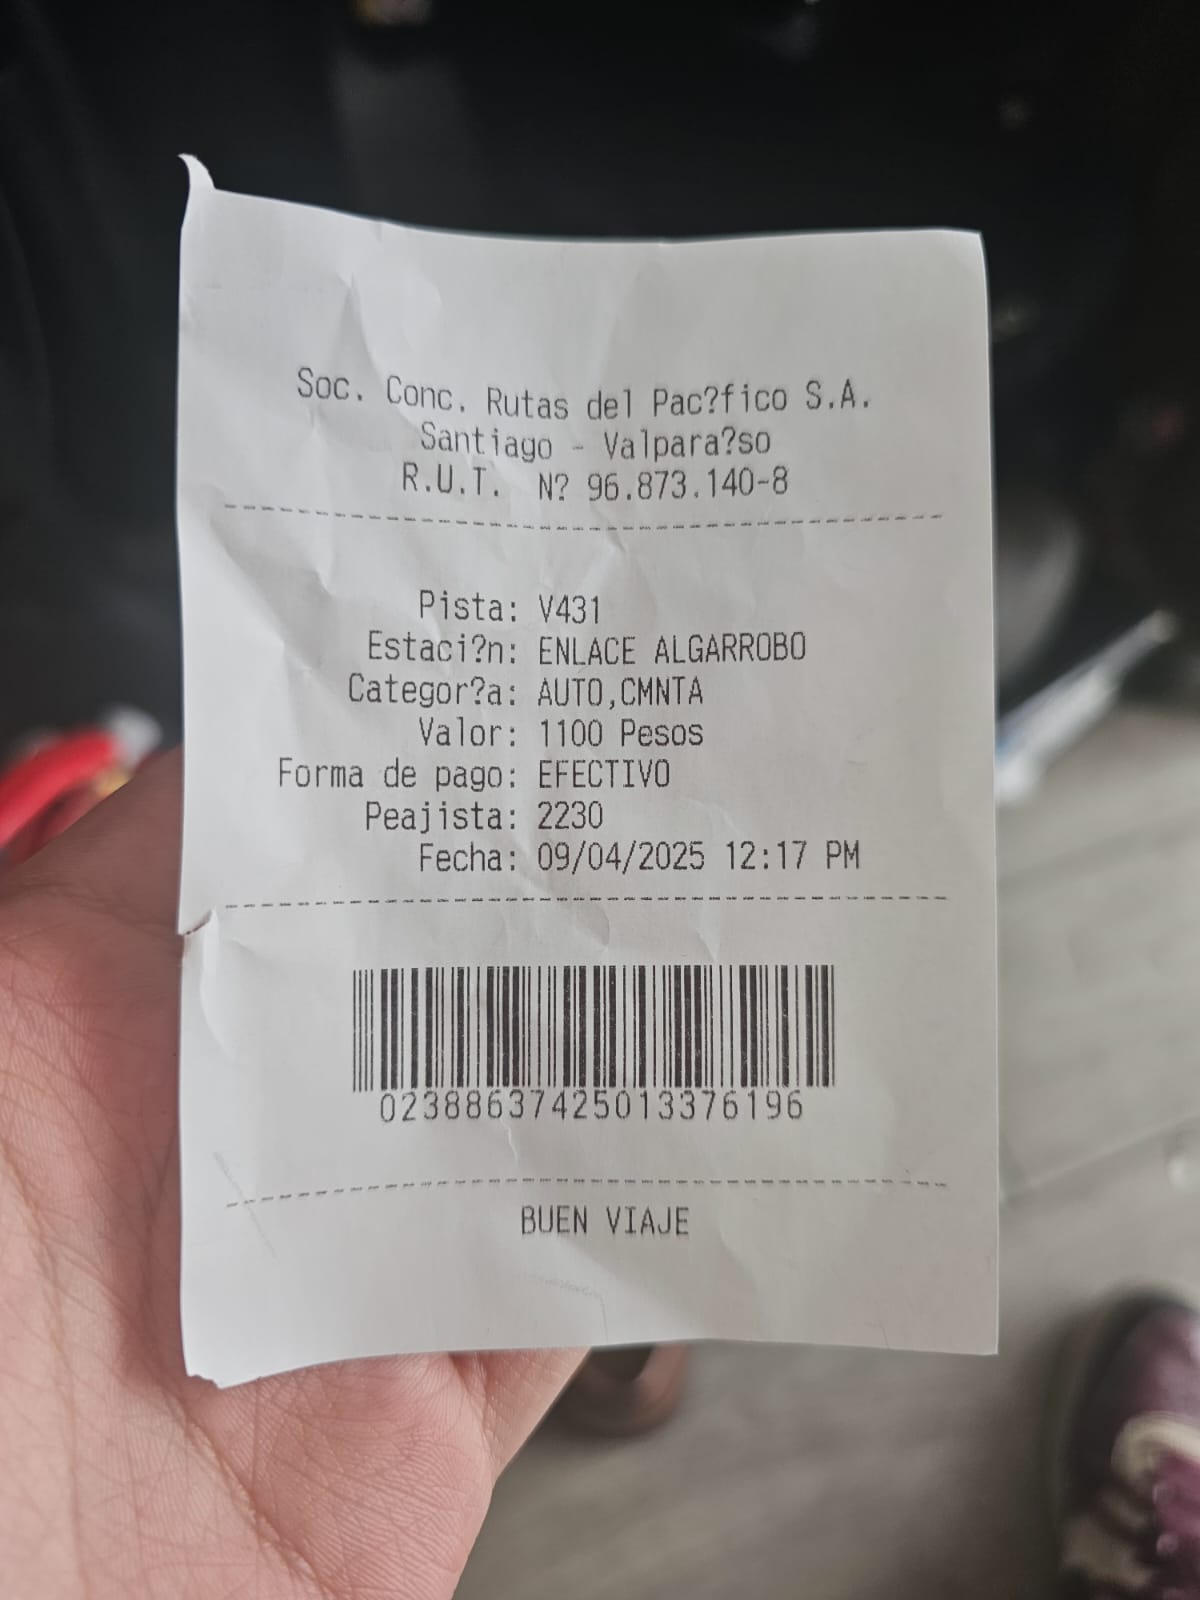 Soc. Conc. Rutas del Pac?fico S.A.
Santiago - Valpara?so
R.U.T. N? 96.873.140-8
Pista: V431
Estaci?n: ENLACE ALGARROBO
Categor?a: AUTO,CMNTA
Valor: 1100 Pesos
Forma de pago: EFECTIVO
Peajista: 2230
Fecha: 09/04/2025 12:17 PM
02388637425013376196
BUEN VIAJE